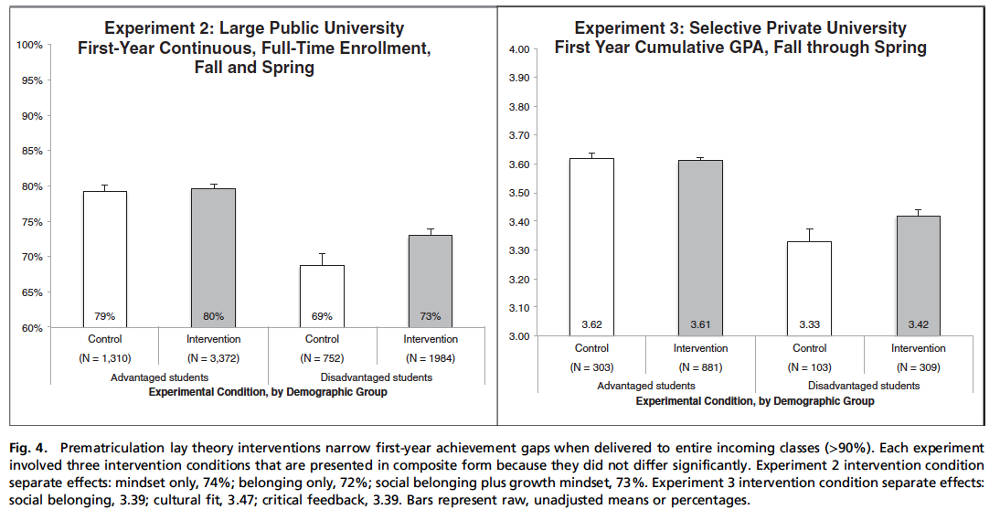 Experiment 2: Large Public University
First-Year Continuous, Full-Time Enrollment,
Fall and Spring
100%
95%
90%
85%
80%
75%
70%
65%
60%
79%
80%
69%
73%
Control
Intervention
Control
Intervention
(N = 1,310)
(N = 3,372)
(N = 752)
(N = 1984)
Advantaged students
Disadvantaged students
Experimental Condition, by Demographic Group
Experiment 3: Selective Private University
First Year Cumulative GPA, Fall through Spring
4.00
3.90
3.80
3.70
3.60
3.50
3.40
3.30
3.20
3.10
3.00
3.62
3.61
3.33
3.42
Control
Intervention
Control
Intervention
(N = 303)
(N = 881)
(N = 103)
(N = 309)
Advantaged students
Disadvantaged students
Experimental Condition, by Demographic Group
Fig. 4. Prematriculation lay theory interventions narrow first-year achievement gaps when delivered to entire incoming classes (>90%). Each experiment
involved three intervention conditions that are presented in composite form because they did not differ significantly. Experiment 2 intervention condition
separate effects: mindset only, 74%; belonging only, 72%; social belonging plus growth mindset, 73%. Experiment 3 intervention condition separate effects:
social belonging, 3.39; cultural fit, 3.47; critical feedback, 3.39. Bars represent raw, unadjusted means or percentages.